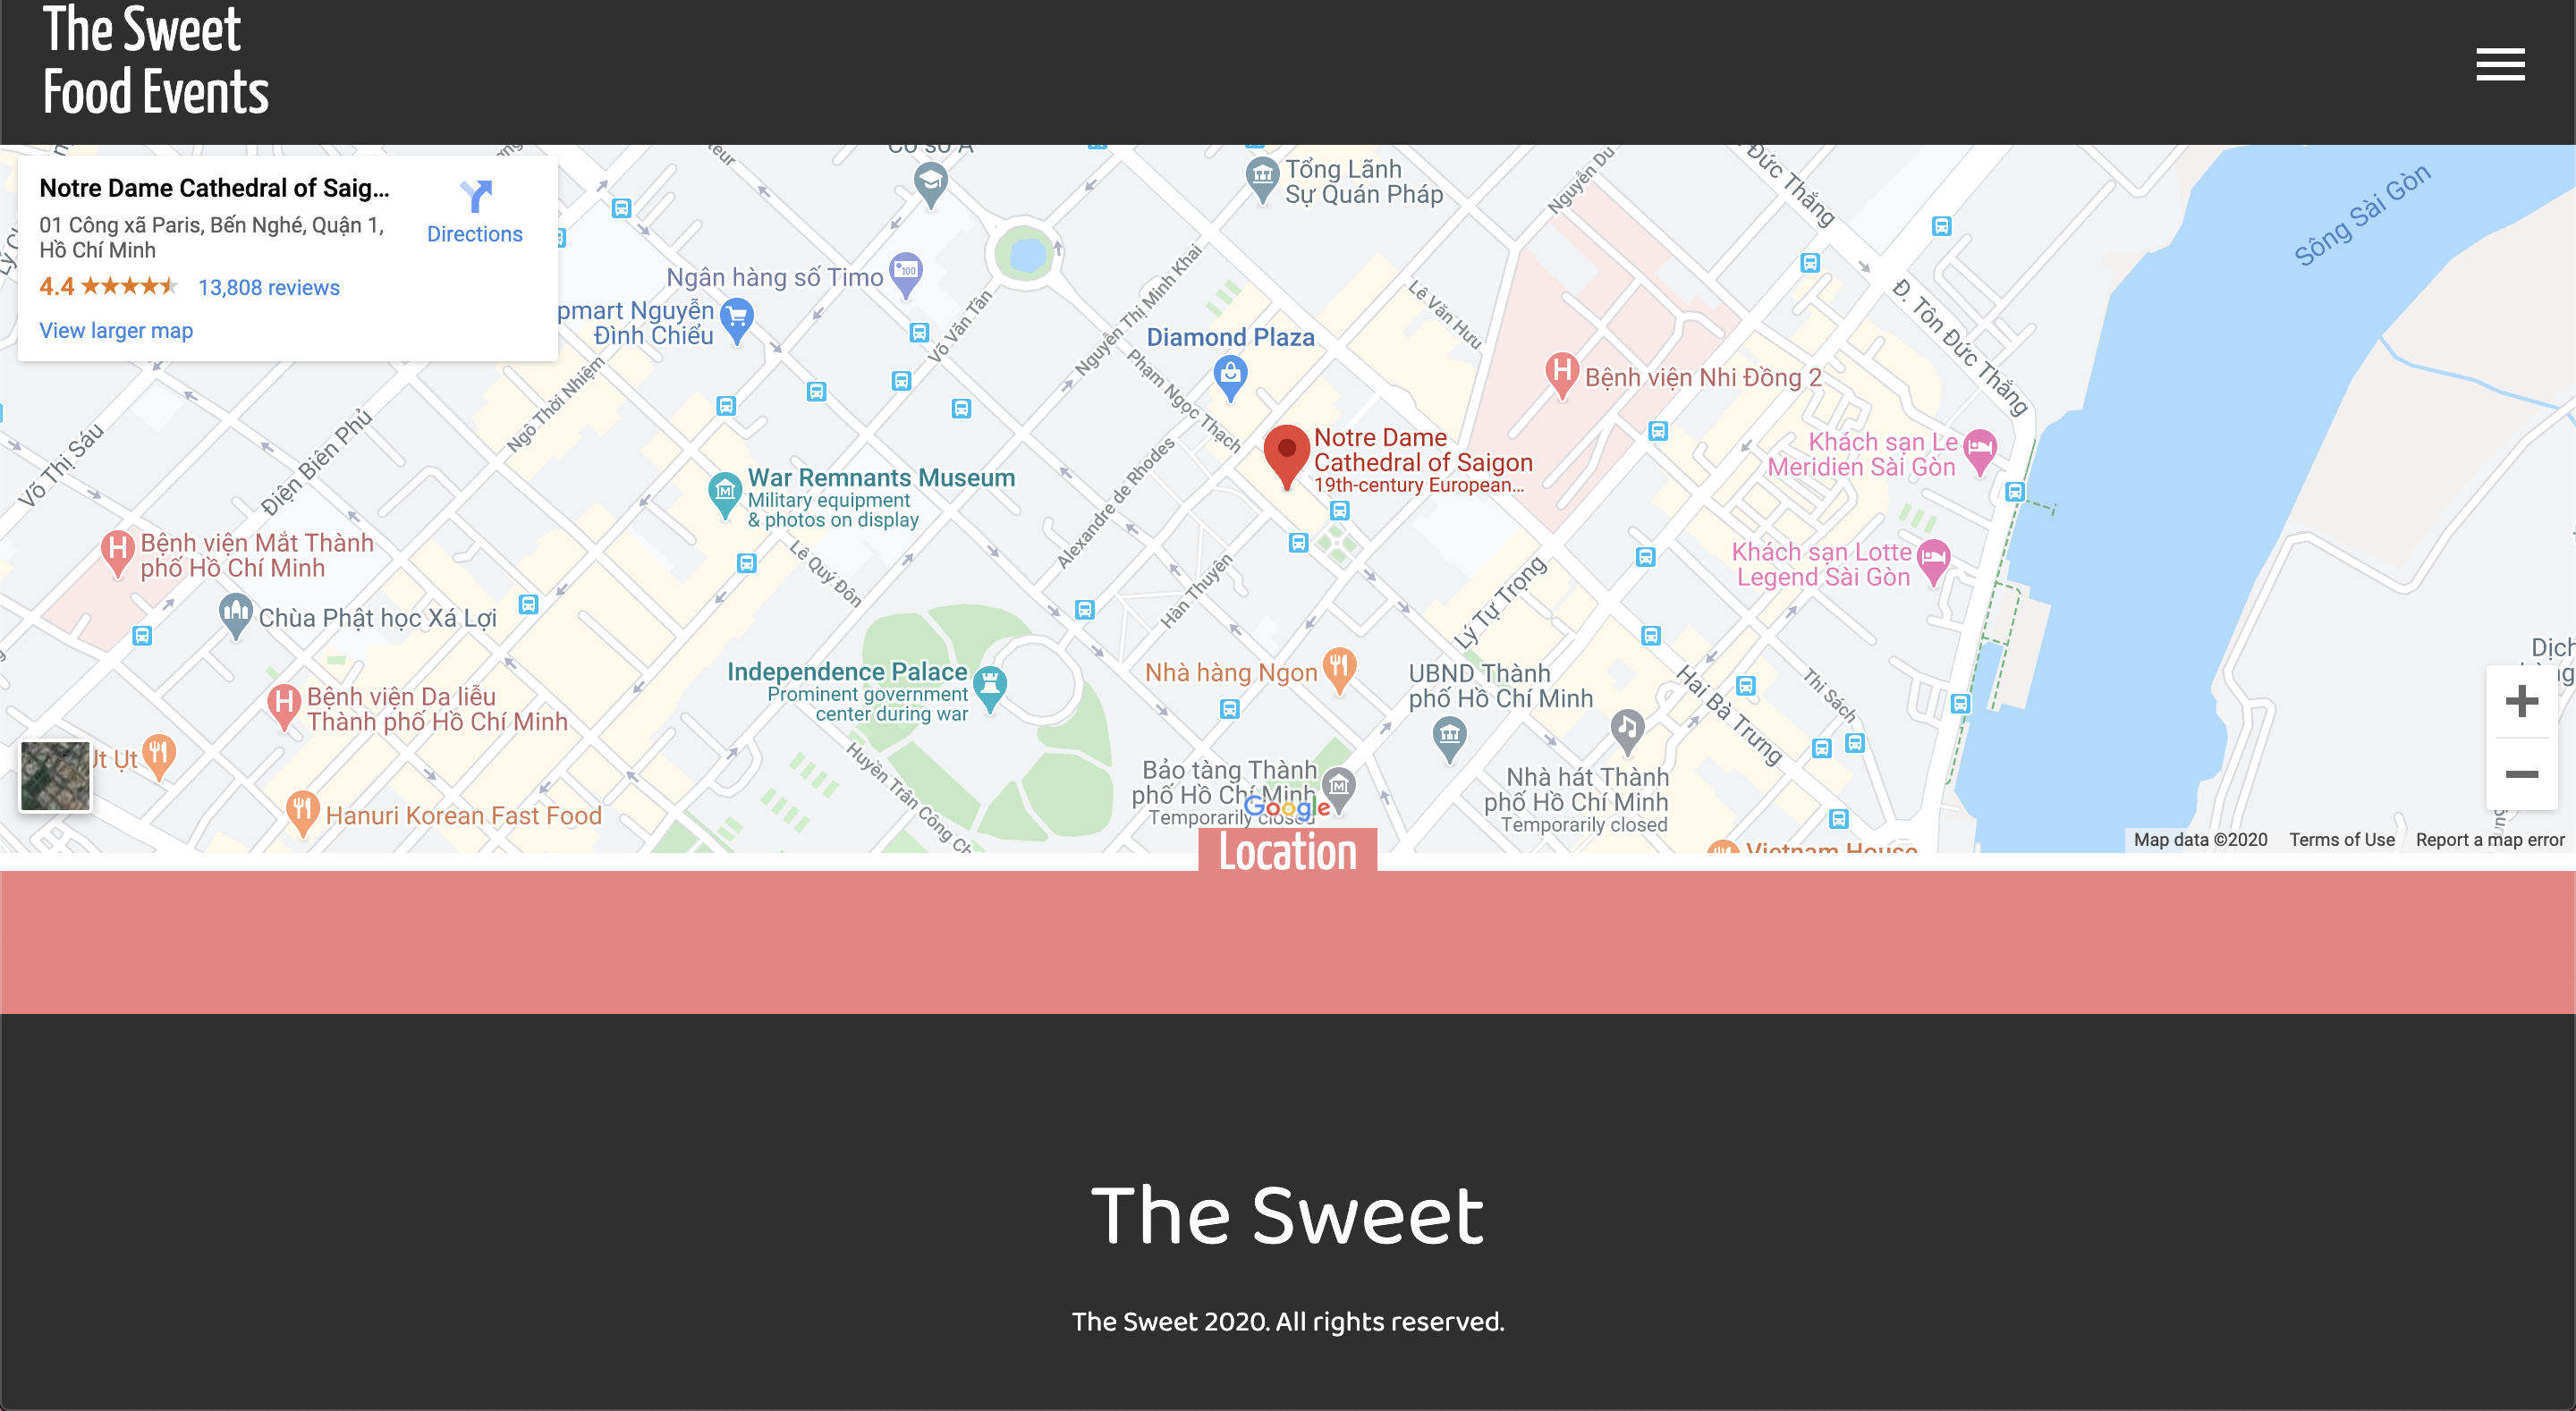 The Sweet
Food Events
Notre Dame Cathedral of Saig...
01 Công xã Paris, Bến Nghé, Quận 1,
Hồ Chí Minh
4.4
13,808 reviews
View larger map
Directions
Cơ sở A
Tổng Lãnh
Sự Quán Pháp
Nguyễn Du
Đức Thắng
Sông Sài Gòn
Ngân hàng số Timo
100
pmart Nguyễn
Đình Chiểu
Võ Văn Tần
Nguyễn Thị Minh Khai
Lê Văn Hưu
Đ. Tôn Đức Thắng
Diamond Plaza
Phạm Ngọc Thạch
H
Bệnh viện Nhi Đồng 2
Ngô Thời Nhiệm
Điện Biên Phủ
Võ Thị Sáu
Notre Dame
Cathedral of Saigon
19th-century European...
Khách sạn Le
Meridien Sài Gòn
War Remnants Museum
Military equipment
& photos on display
Alexandre de Rhodes
H
Bệnh viện Mắt Thành
phố Hồ Chí Minh
Lê Quý Đôn
Hàn Thuyên
Lý Tự Trọng
Khách sạn Lotte
Legend Sài Gòn
Chùa Phật học Xá Lợi
Independence Palace
Prominent government
center during war
Nhà hàng Ngon
UBND Thành
phố Hồ Chí Minh
Hai Bà Trưng
Thi Sách
Dịch
H
Bệnh viện Da liễu
Thành phố Hồ Chí Minh
Út Ụt
Huyền Trân Công Ch
Bảo tàng Thành
phố Hồ Chí Minh
Temporarily closed
Google
Nhà hát Thành
phố Hồ Chí Minh
Temporarily closed
Hanuri Korean Fast Food
Vietnam House
Map data ©2020
Terms of Use
Report a map error
Location
The Sweet
The Sweet 2020. All rights reserved.